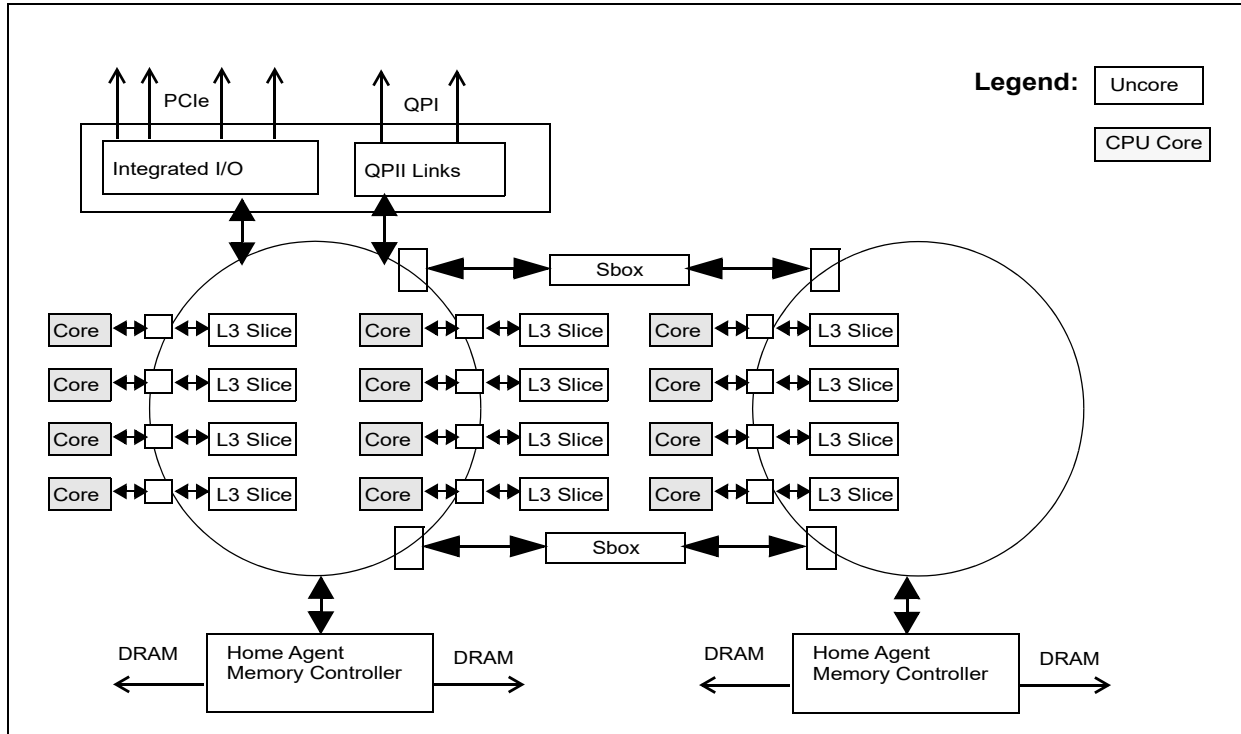 Legend:
Uncore
CPU Core
PCIe
QPI
Integrated I/O
QPII Links
Sbox
Core
L3 Slice
Core
L3 Slice
Core
L3 Slice
Core
L3 Slice
Core
L3 Slice
Core
L3 Slice
Core
L3 Slice
Core
L3 Slice
Core
L3 Slice
Core
L3 Slice
Core
L3 Slice
Core
L3 Slice
Sbox
DRAM
Home Agent
Memory Controller
DRAM
DRAM
Home Agent
Memory Controller
DRAM